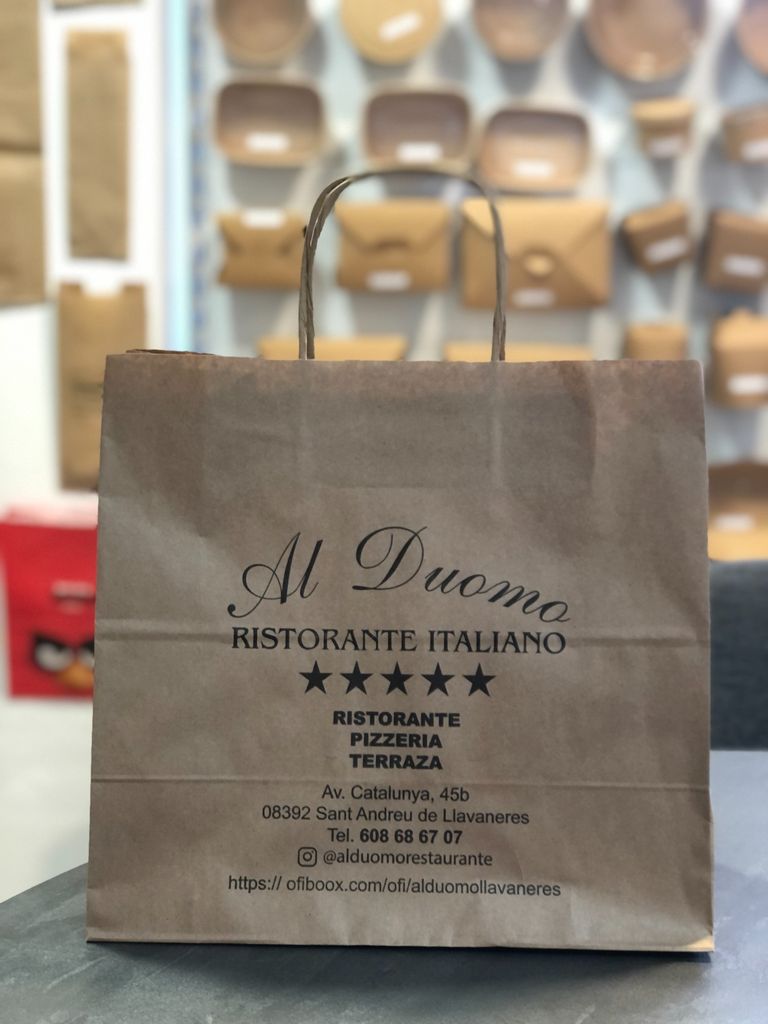 Al Duomo
RISTORANTE ITALIANO
★★★★★
RISTORANTE
PIZZERIA
TERRAZA
Av. Catalunya, 45b
08392 Sant Andreu de Llavaneres
Tel. 608 68 67 07
@alduomorestaurante
https:// ofiboox.com/ofi/alduomollavaneres